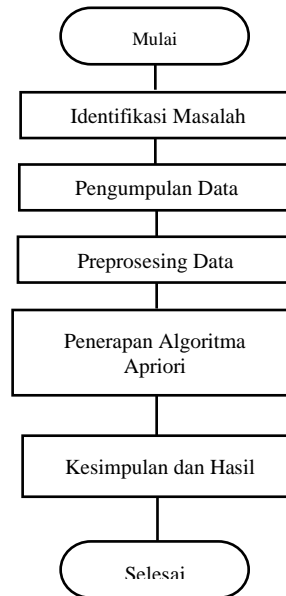 Mulai
Identifikasi Masalah
Pengumpulan Data
Preprosesing Data
Penerapan Algoritma
Apriori
Kesimpulan dan Hasil
Selesai